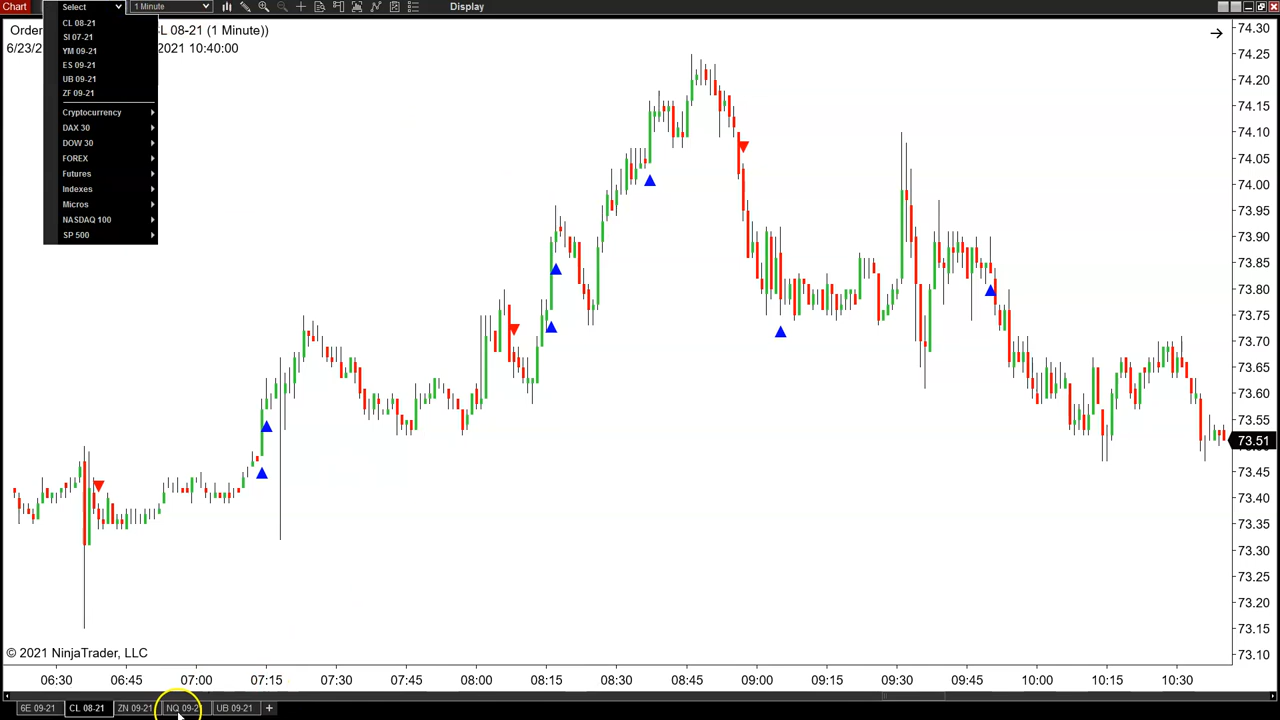 Chart Select 1 Minute Display
Order L 08-21 (1 Minute))
6/23/2 2021 10:40:00
CL 08-21
SI 07-21
YM 09-21
ES 09-21
UB 09-21
ZF 09-21
Cryptocurrency
DAX 30
DOW 30
FOREX
Futures
Indexes
Micros
NASDAQ 100
SP 500
74.30
74.25
74.20
74.15
74.10
74.05
74.00
73.95
73.90
73.85
73.80
73.75
73.70
73.65
73.60
73.55
73.51
73.45
73.40
73.35
73.30
73.25
73.20
73.15
73.10
© 2021 NinjaTrader, LLC
06:30 06:45 07:00 07:15 07:30 07:45 08:00 08:15 08:30 08:45 09:00 09:15 09:30 09:45 10:00 10:15 10:30
6E 09-21 CL 08-21 ZN 09-21 NQ 09-21 UB 09-21 +